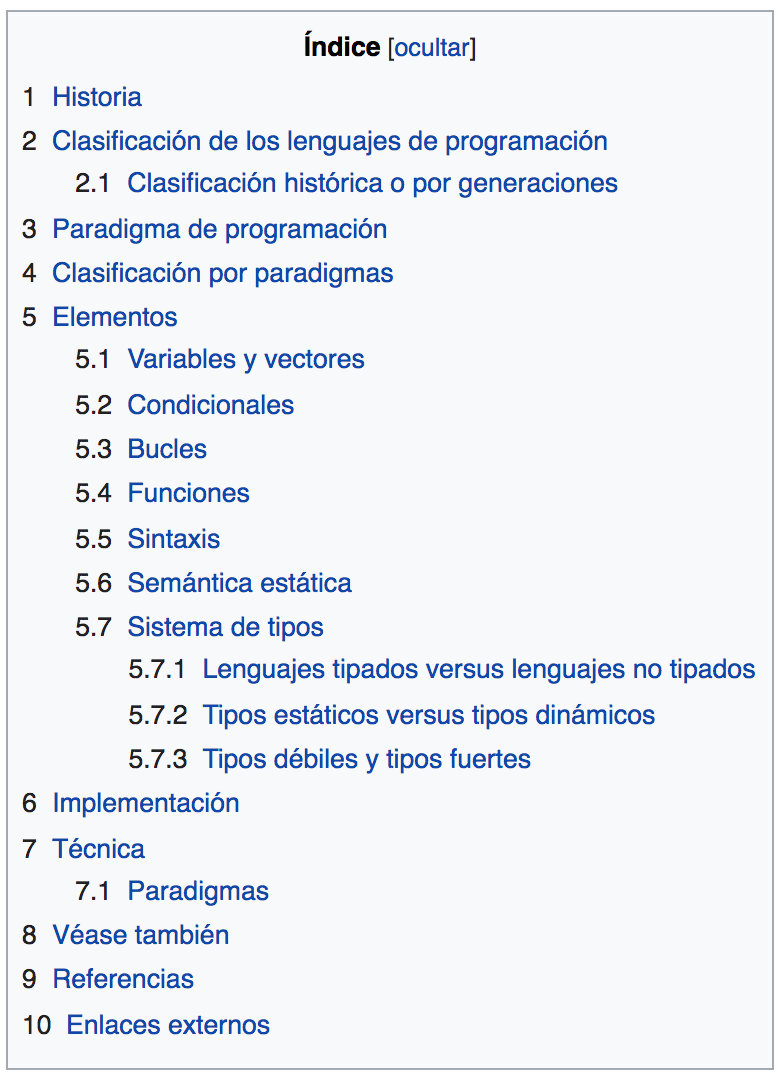 Índice [ocultar]
1 Historia
2 Clasificación de los lenguajes de programación
2.1 Clasificación histórica o por generaciones
3 Paradigma de programación
4 Clasificación por paradigmas
5 Elementos
5.1 Variables y vectores
5.2 Condicionales
5.3 Bucles
5.4 Funciones
5.5 Sintaxis
5.6 Semántica estática
5.7 Sistema de tipos
5.7.1 Lenguajes tipados versus lenguajes no tipados
5.7.2 Tipos estáticos versus tipos dinámicos
5.7.3 Tipos débiles y tipos fuertes
6 Implementación
7 Técnica
7.1 Paradigmas
8 Véase también
9 Referencias
10 Enlaces externos